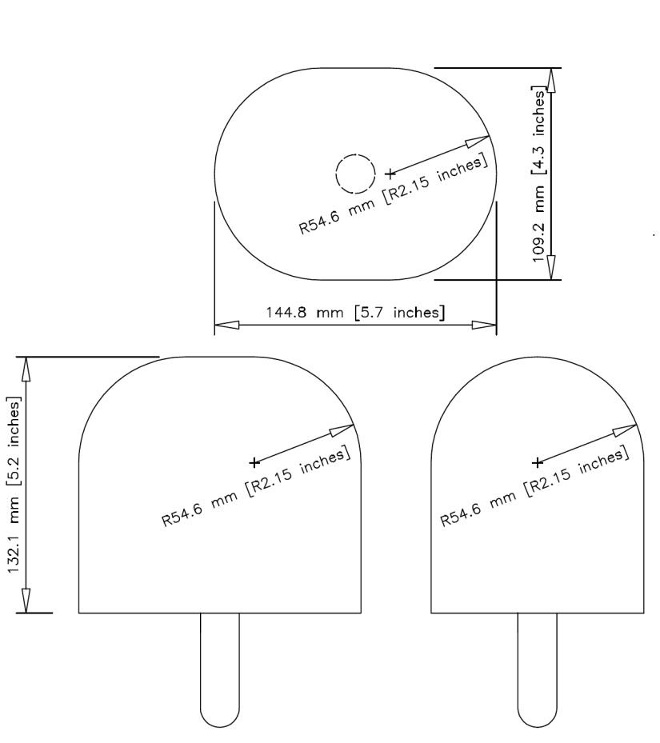 R54.6 mm [R2.15 inches]
109.2 mm [4.3 inches]
144.8 mm [5.7 inches]
132.1 mm [5.2 inches]
R54.6 mm [R2.15 inches]
R54.6 mm [R2.15 inches]